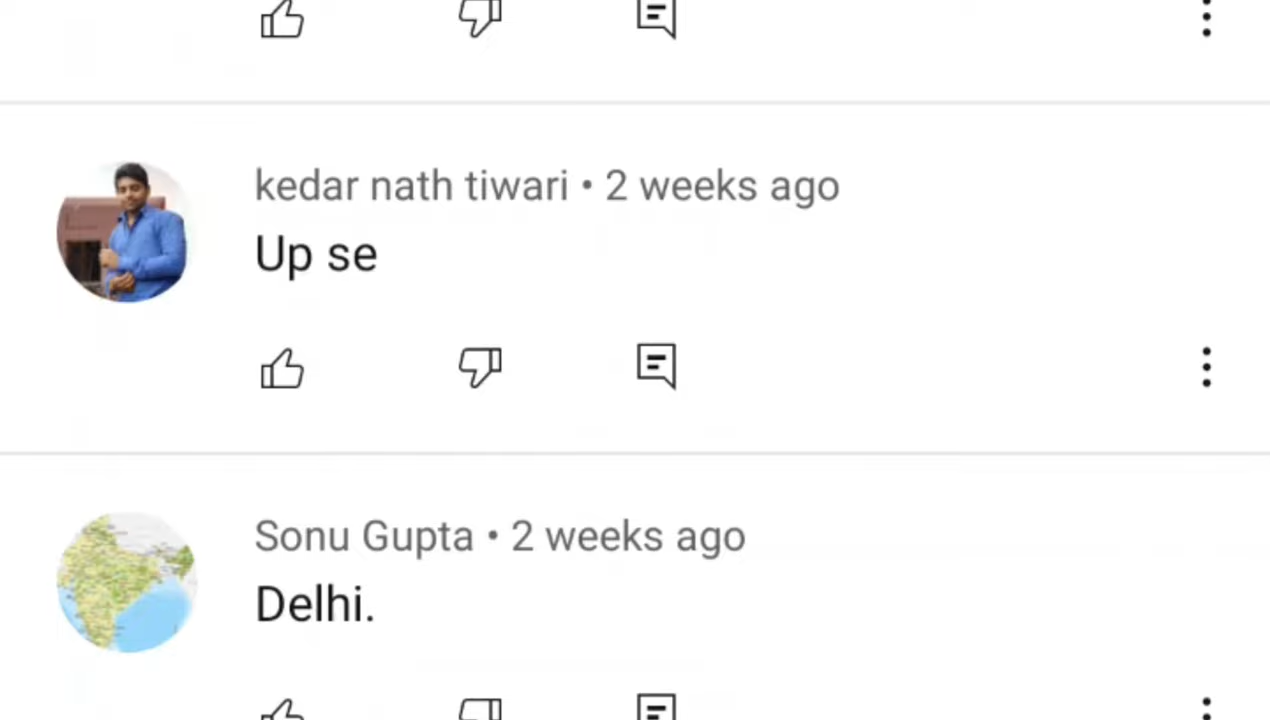 kedar nath tiwari • 2 weeks ago
Up se
Sonu Gupta • 2 weeks ago
Delhi.